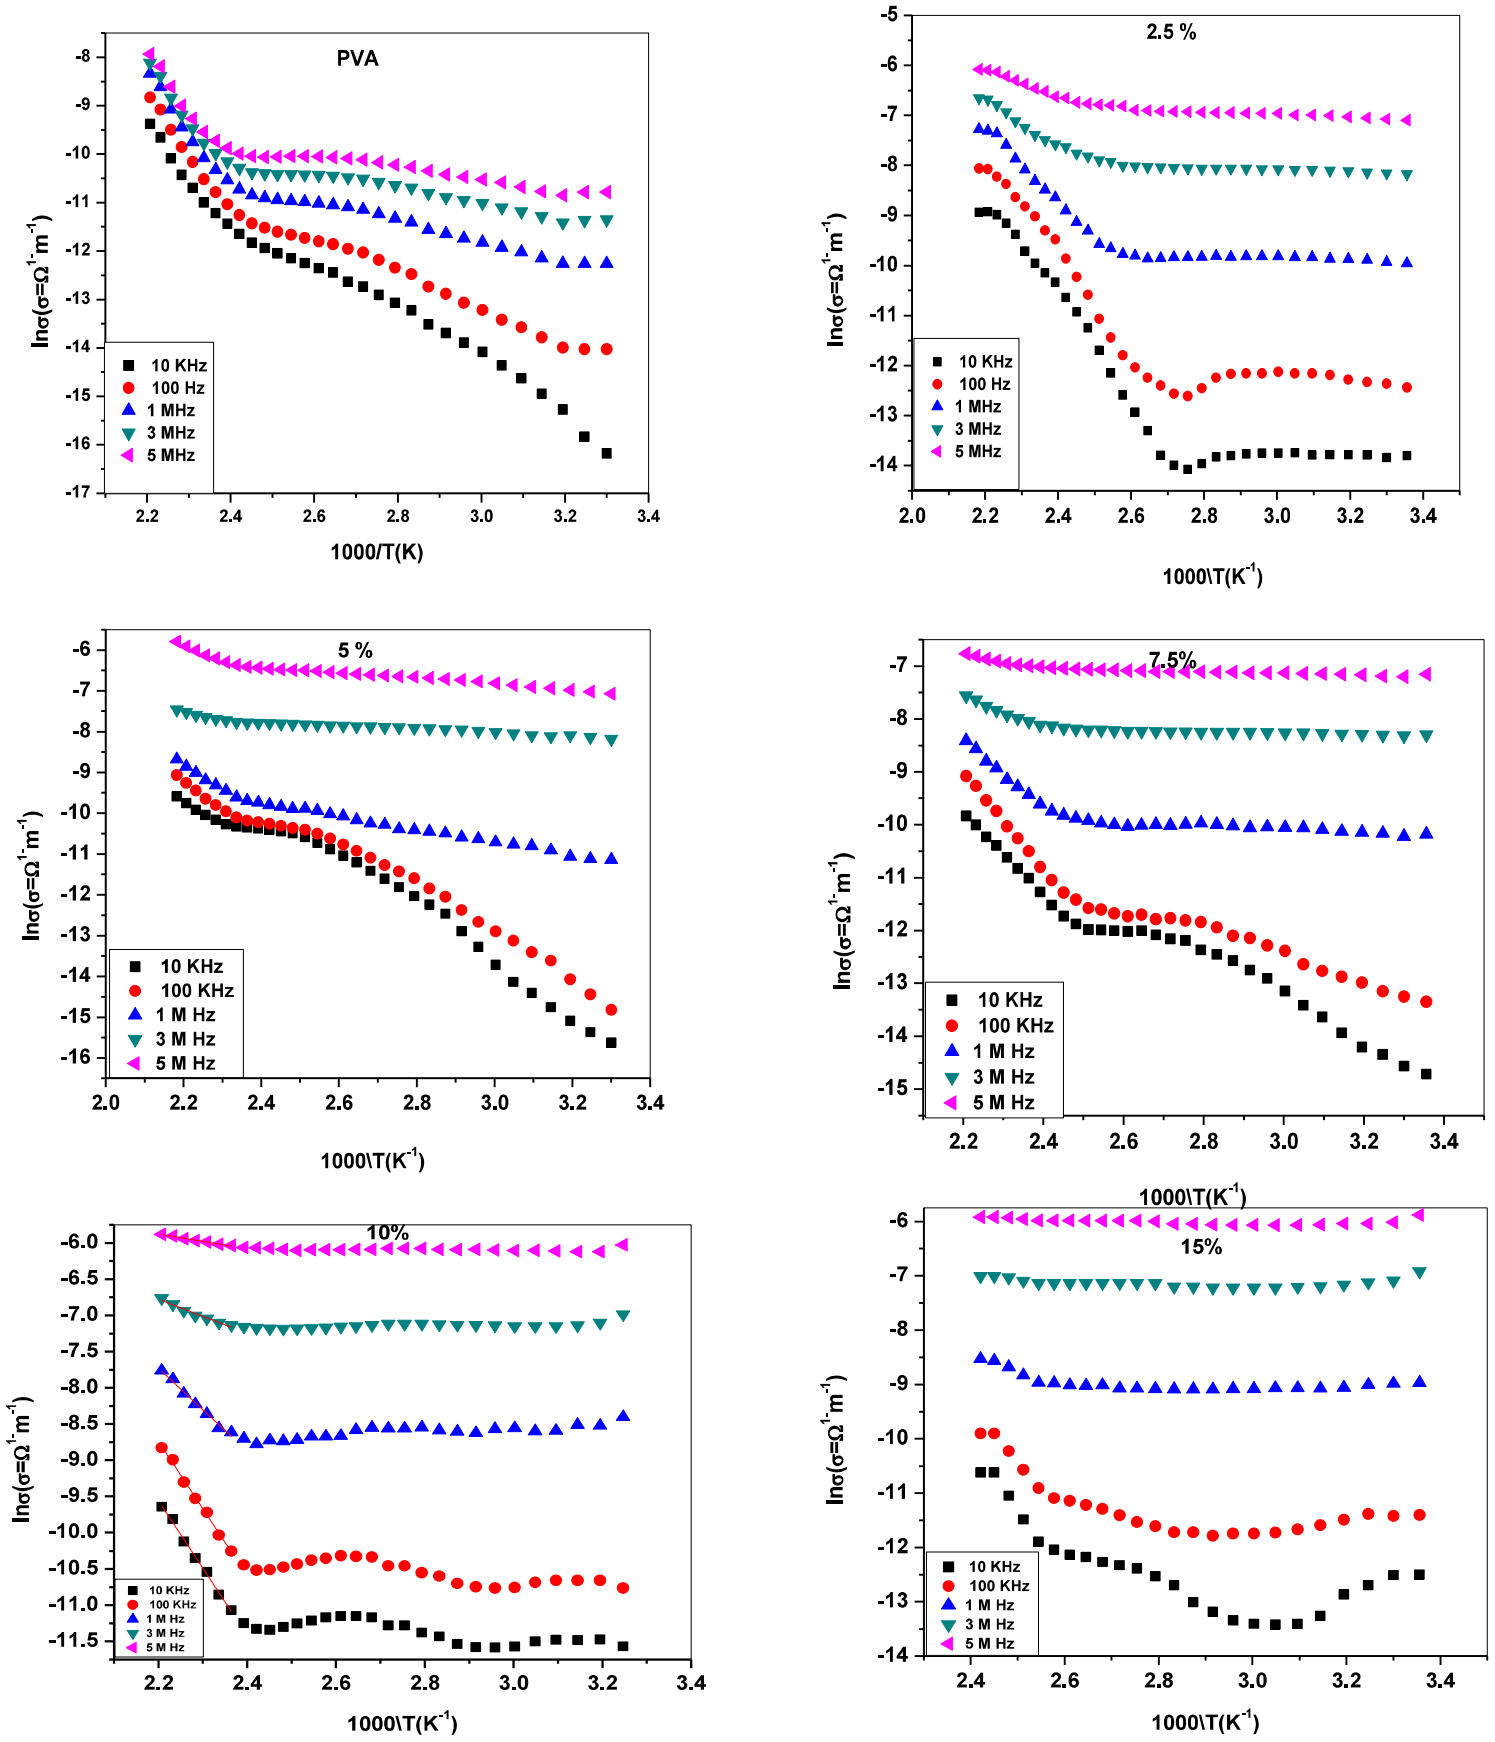 PVA
-8
-9
-10
-11
-12
-13
-14
-15
-16
-17
lnσ(σ=Ω¹⁻m⁻¹)
10 KHz
100 Hz
1 MHz
3 MHz
5 MHz
2.2 2.4 2.6 2.8 3.0 3.2 3.4
1000/T(K)
2.5 %
-5
-6
-7
-8
-9
-10
-11
-12
-13
-14
lnσ(σ=Ω¹⁻m⁻¹)
10 KHz
100 Hz
1 MHz
3 MHz
5 MHz
2.0 2.2 2.4 2.6 2.8 3.0 3.2 3.4
1000\T(K⁻¹)
5 %
-6
-7
-8
-9
-10
-11
-12
-13
-14
-15
-16
lnσ(σ=Ω¹⁻m⁻¹)
10 KHz
100 KHz
1 M Hz
3 M Hz
5 M Hz
2.0 2.2 2.4 2.6 2.8 3.0 3.2 3.4
1000\T(K⁻¹)
7.5%
-7
-8
-9
-10
-11
-12
-13
-14
-15
lnσ(σ=Ω¹⁻m⁻¹)
10 KHz
100 KHz
1 M Hz
3 M Hz
5 M Hz
2.2 2.4 2.6 2.8 3.0 3.2 3.4
1000\T(K⁻¹)
10%
-6.0
-6.5
-7.0
-7.5
-8.0
-8.5
-9.0
-9.5
-10.0
-10.5
-11.0
-11.5
lnσ(σ=Ω¹⁻m⁻¹)
10 KHz
100 KHz
1 M Hz
3 M Hz
5 M Hz
2.2 2.4 2.6 2.8 3.0 3.2 3.4
1000\T(K⁻¹)
15%
-6
-7
-8
-9
-10
-11
-12
-13
-14
lnσ(σ=Ω¹⁻m⁻¹)
10 KHz
100 KHz
1 M Hz
3 M Hz
5 M Hz
2.4 2.6 2.8 3.0 3.2 3.4
1000\T(K⁻¹)